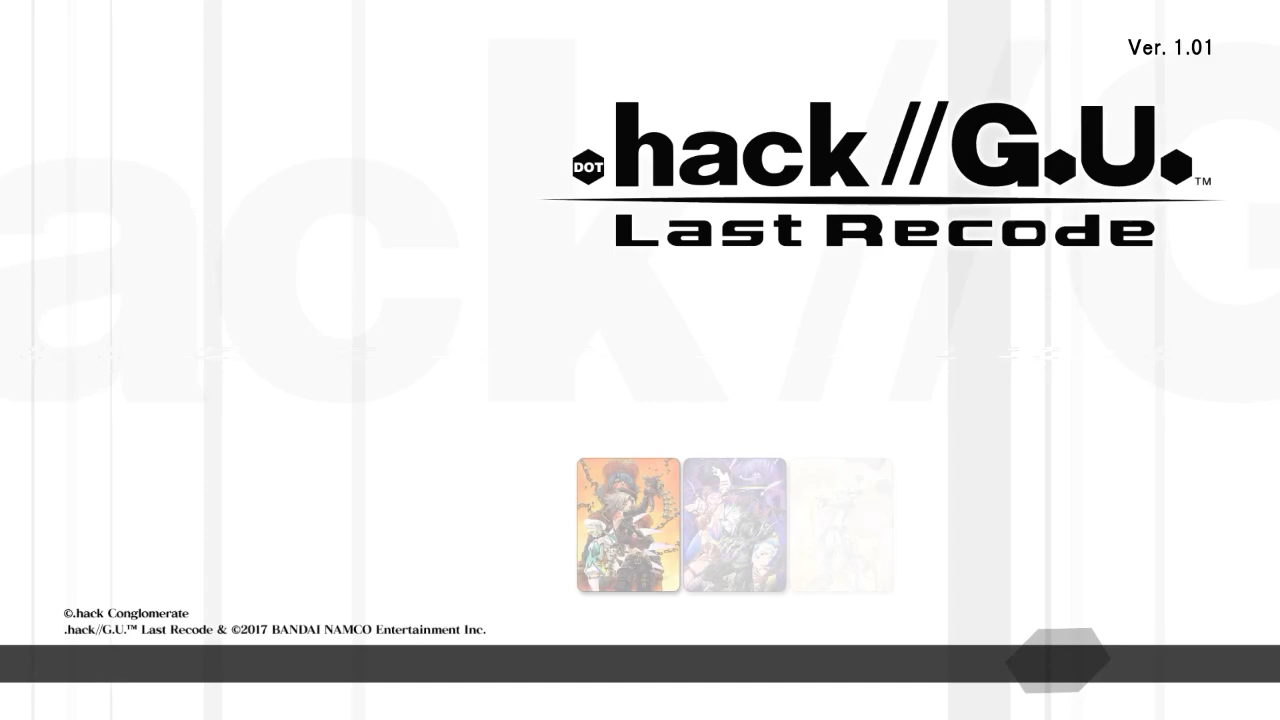 Ver. 1.01
DOT
.hack//G.U.™
Last Recode
ack//G
©.hack Conglomerate
.hack//G.U.™ Last Recode & ©2017 BANDAI NAMCO Entertainment Inc.